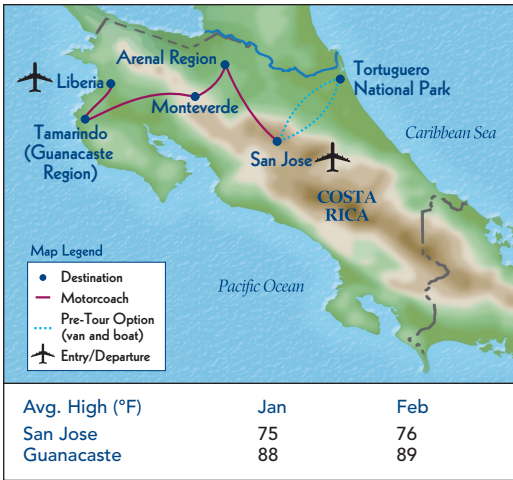 Arenal Region
Liberia
Tortuguero
National Park
Monteverde
Tamarindo
(Guanacaste
Region)
Caribbean Sea
San Jose
COSTA
RICA
Map Legend
Destination
Motorcoach
Pre-Tour Option
(van and boat)
Entry/Departure
Pacific Ocean
Avg. High (°F) Jan Feb
San Jose 75 76
Guanacaste 88 89